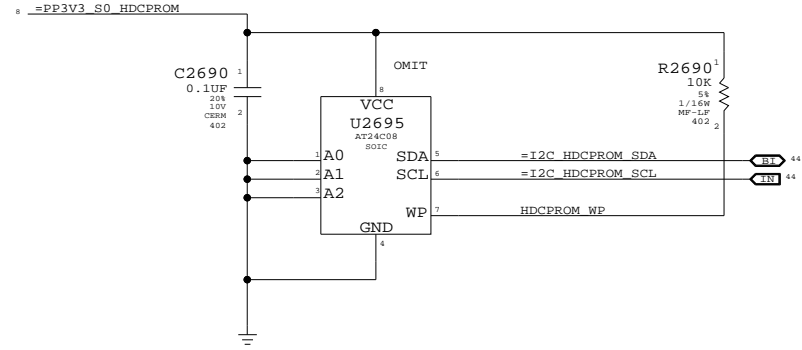 8 =PP3V3_S0_HDCPROM
OMIT
C2690 1
0.1UF
20%
10V
CERM
402
2
R2690 1
10K
5%
1/16W
MF-LF
402
2
8
VCC
U2695
AT24C08
SOIC
1 A0
2 A1
3 A2
SDA 5 =I2C_HDCPROM_SDA BI 44
SCL 6 =I2C_HDCPROM_SCL IN 44
WP 7 HDCPROM_WP
GND
4